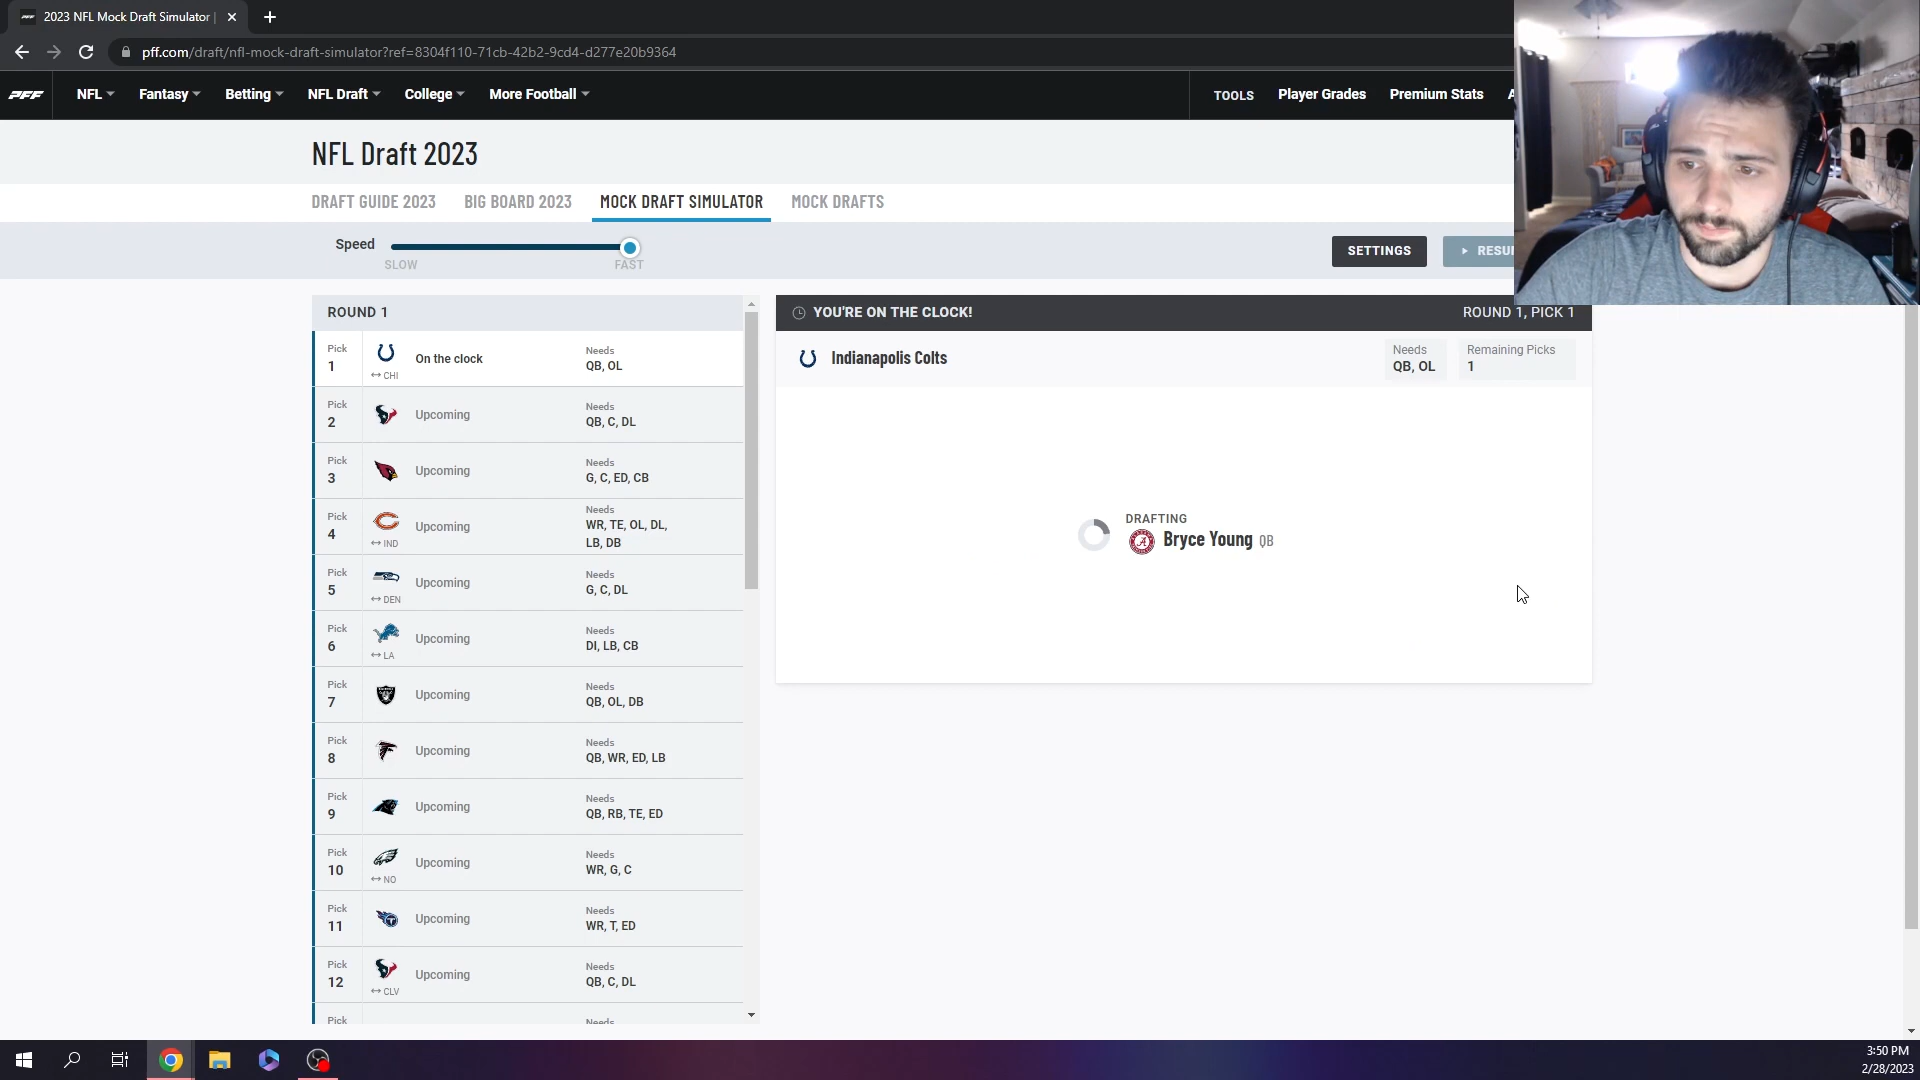 2023 NFL Mock Draft Simulator |
pff.com/draft/nfl-mock-draft-simulator?ref=8304f110-71cb-42b2-9cd4-d277e20b9364
PFF
NFL
Fantasy
Betting
NFL Draft
College
More Football
TOOLS
Player Grades
Premium Stats
NFL Draft 2023
DRAFT GUIDE 2023
BIG BOARD 2023
MOCK DRAFT SIMULATOR
MOCK DRAFTS
Speed
SLOW
FAST
SETTINGS
RESU
ROUND 1
Pick
1
CHI
On the clock
Needs
QB, OL
Pick
2
Upcoming
Needs
QB, C, DL
Pick
3
Upcoming
Needs
G, C, ED, CB
Pick
4
IND
Upcoming
Needs
WR, TE, OL, DL,
LB, DB
Pick
5
DEN
Upcoming
Needs
G, C, DL
Pick
6
LA
Upcoming
Needs
DI, LB, CB
Pick
7
Upcoming
Needs
QB, OL, DB
Pick
8
Upcoming
Needs
QB, WR, ED, LB
Pick
9
Upcoming
Needs
QB, RB, TE, ED
Pick
10
NO
Upcoming
Needs
WR, G, C
Pick
11
Upcoming
Needs
WR, T, ED
Pick
12
CLV
Upcoming
Needs
QB, C, DL
Pick
Needs
YOU'RE ON THE CLOCK!
ROUND 1, PICK 1
Indianapolis Colts
Needs
QB, OL
Remaining Picks
1
DRAFTING
Bryce Young QB
3:50 PM
2/28/2023